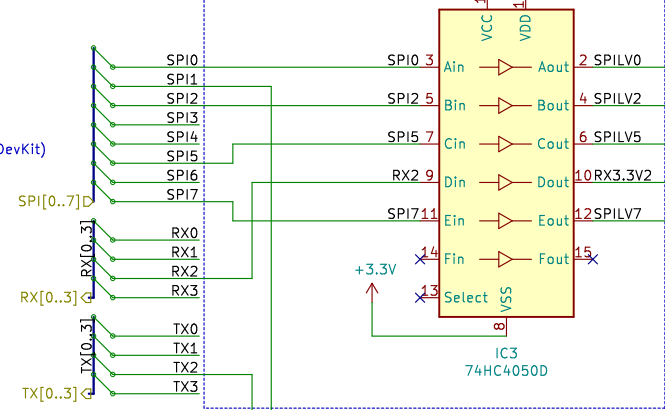 VCC
VDD
SPI0
SPI1
SPI2
SPI3
SPI4
SPI5
SPI6
SPI7
DevKit)
SPI[0..7]
RX[0..3]
RX0
RX1
RX2
RX3
RX[0..3]
TX[0..3]
TX0
TX1
TX2
TX3
TX[0..3]
SPI0 3 Ain Aout 2 SPILV0
SPI2 5 Bin Bout 4 SPILV2
SPI5 7 Cin Cout 6 SPILV5
RX2 9 Din Dout 10 RX3.3V2
SPI7 11 Ein Eout 12 SPILV7
14 Fin Fout 15
13 Select
VSS
8
+3.3V
IC3
74HC4050D